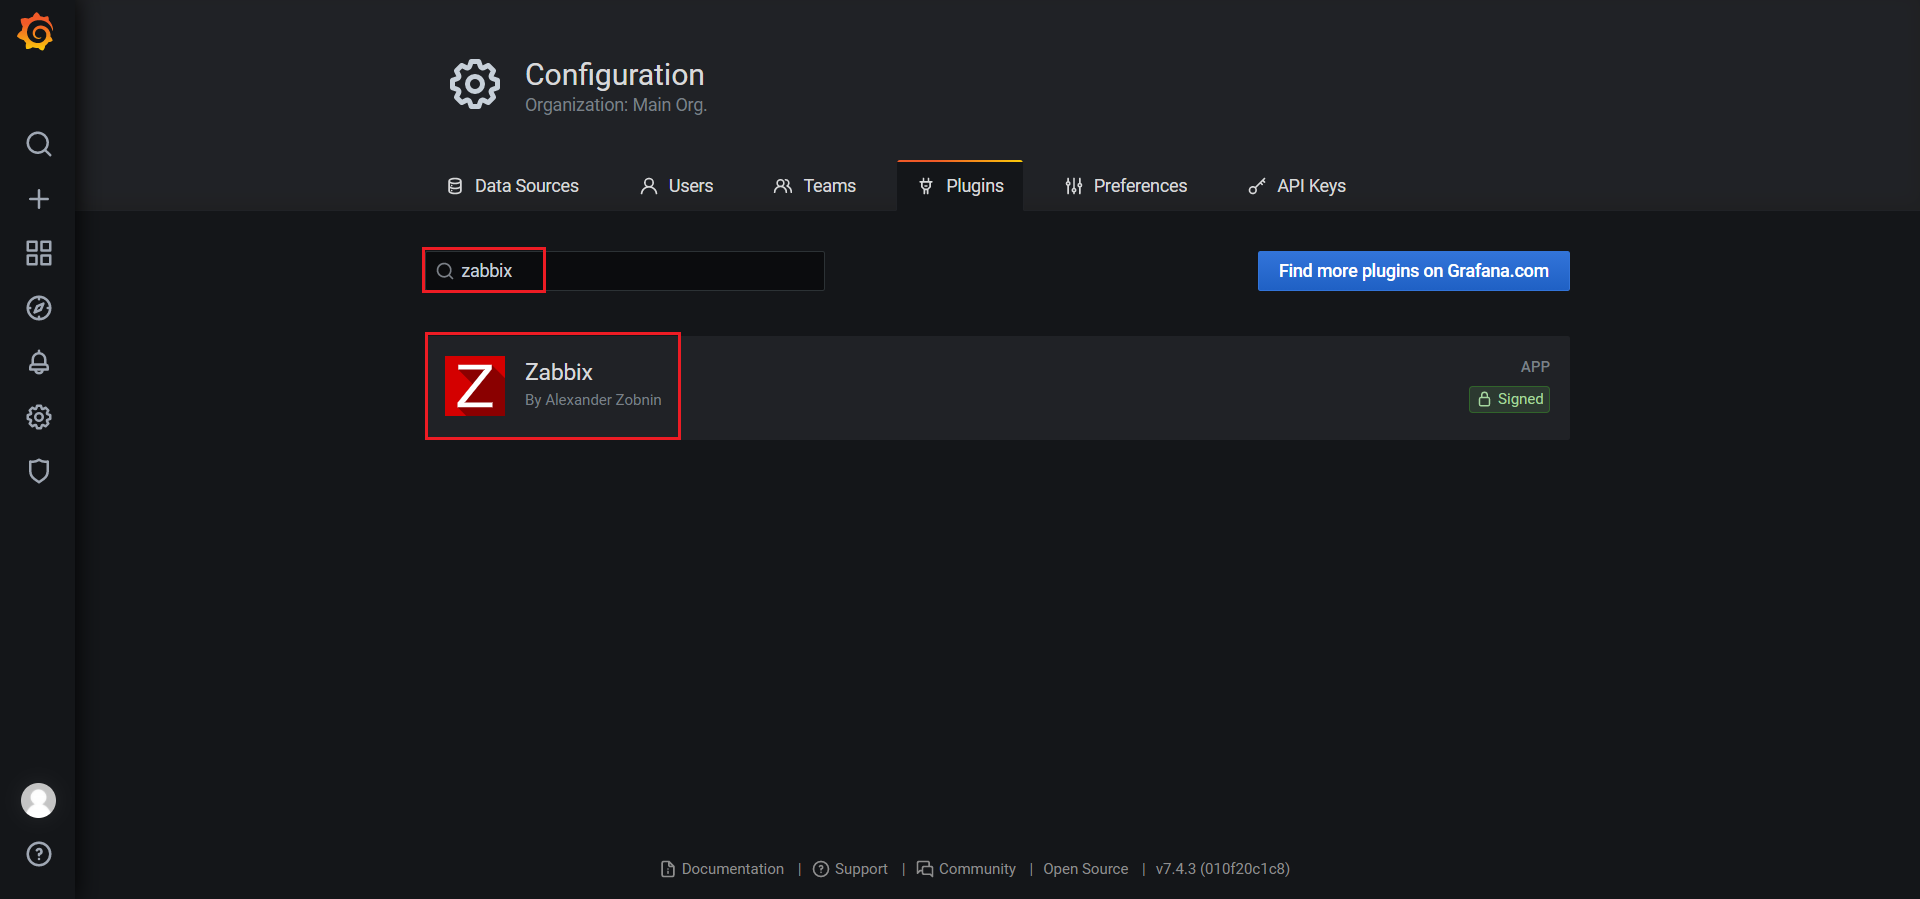 Configuration
Organization: Main Org.
Data Sources Users Teams Plugins Preferences API Keys
zabbix Find more plugins on Grafana.com
Z
Zabbix APP
By Alexander Zobnin Signed
Documentation | Support | Community | Open Source | v7.4.3 (010f20c1c8)